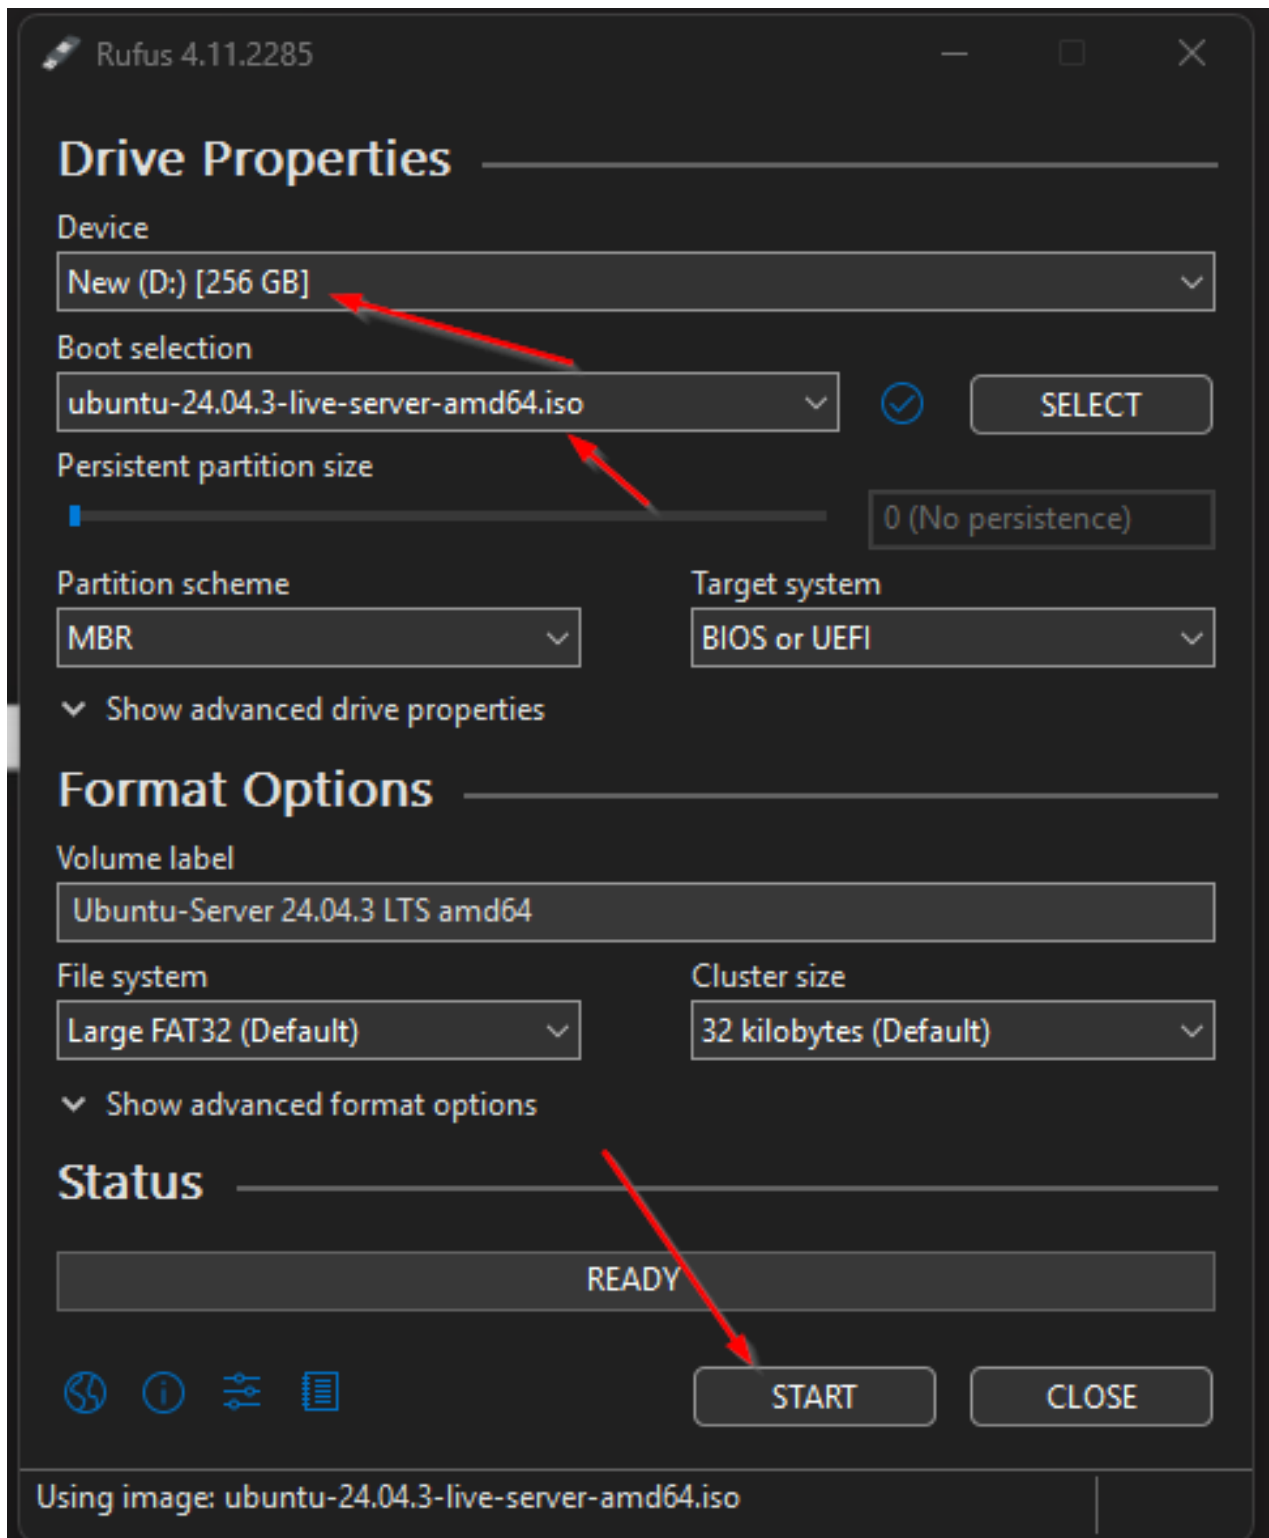 Rufus 4.11.2285
Drive Properties
Device
New (D:) [256 GB]
Boot selection
ubuntu-24.04.3-live-server-amd64.iso
SELECT
Persistent partition size
0 (No persistence)
Partition scheme
Target system
MBR
BIOS or UEFI
Show advanced drive properties
Format Options
Volume label
Ubuntu-Server 24.04.3 LTS amd64
File system
Cluster size
Large FAT32 (Default)
32 kilobytes (Default)
Show advanced format options
Status
READY
START
CLOSE
Using image: ubuntu-24.04.3-live-server-amd64.iso